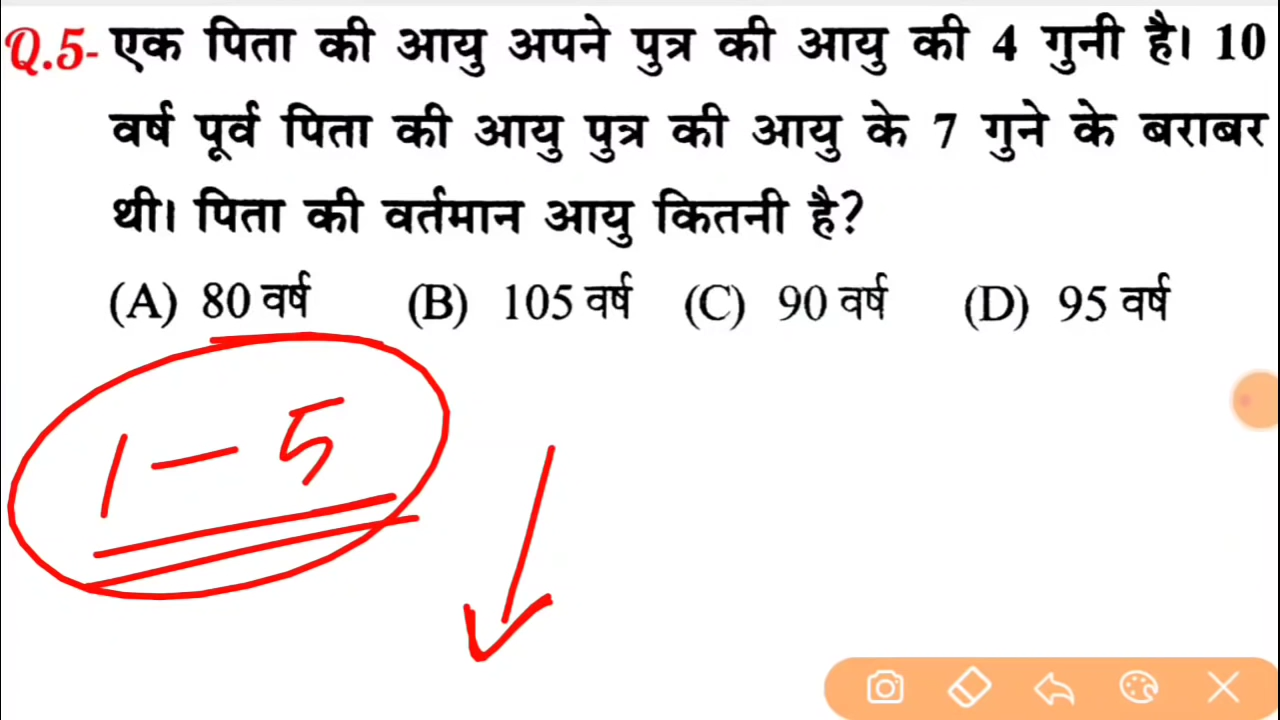 Q.5- एक पिता की आयु अपने पुत्र की आयु की 4 गुनी है। 10
वर्ष पूर्व पिता की आयु पुत्र की आयु के 7 गुने के बराबर
थी। पिता की वर्तमान आयु कितनी है?
(A) 80 वर्ष (B) 105 वर्ष (C) 90 वर्ष (D) 95 वर्ष
1 – 5